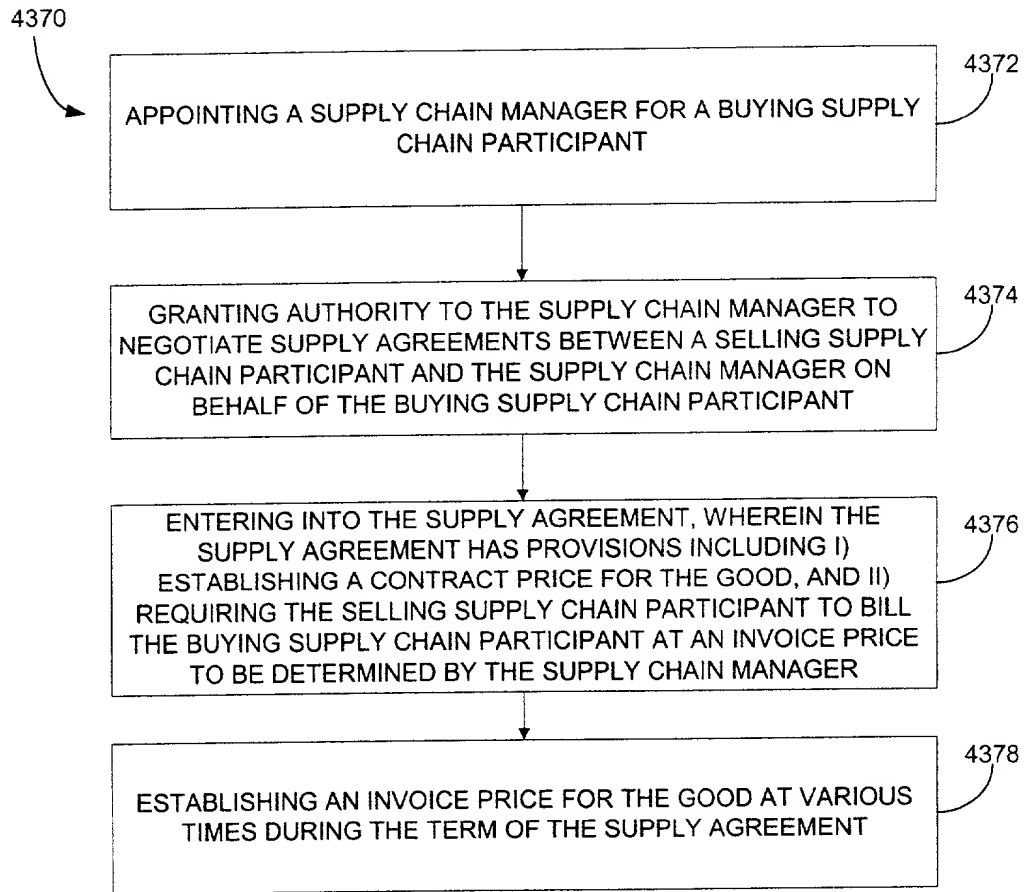 4370
4372
APPOINTING A SUPPLY CHAIN MANAGER FOR A BUYING SUPPLY
CHAIN PARTICIPANT
4374
GRANTING AUTHORITY TO THE SUPPLY CHAIN MANAGER TO
NEGOTIATE SUPPLY AGREEMENTS BETWEEN A SELLING SUPPLY
CHAIN PARTICIPANT AND THE SUPPLY CHAIN MANAGER ON
BEHALF OF THE BUYING SUPPLY CHAIN PARTICIPANT
4376
ENTERING INTO THE SUPPLY AGREEMENT, WHEREIN THE
SUPPLY AGREEMENT HAS PROVISIONS INCLUDING I)
ESTABLISHING A CONTRACT PRICE FOR THE GOOD, AND II)
REQUIRING THE SELLING SUPPLY CHAIN PARTICIPANT TO BILL
THE BUYING SUPPLY CHAIN PARTICIPANT AT AN INVOICE PRICE
TO BE DETERMINED BY THE SUPPLY CHAIN MANAGER
4378
ESTABLISHING AN INVOICE PRICE FOR THE GOOD AT VARIOUS
TIMES DURING THE TERM OF THE SUPPLY AGREEMENT